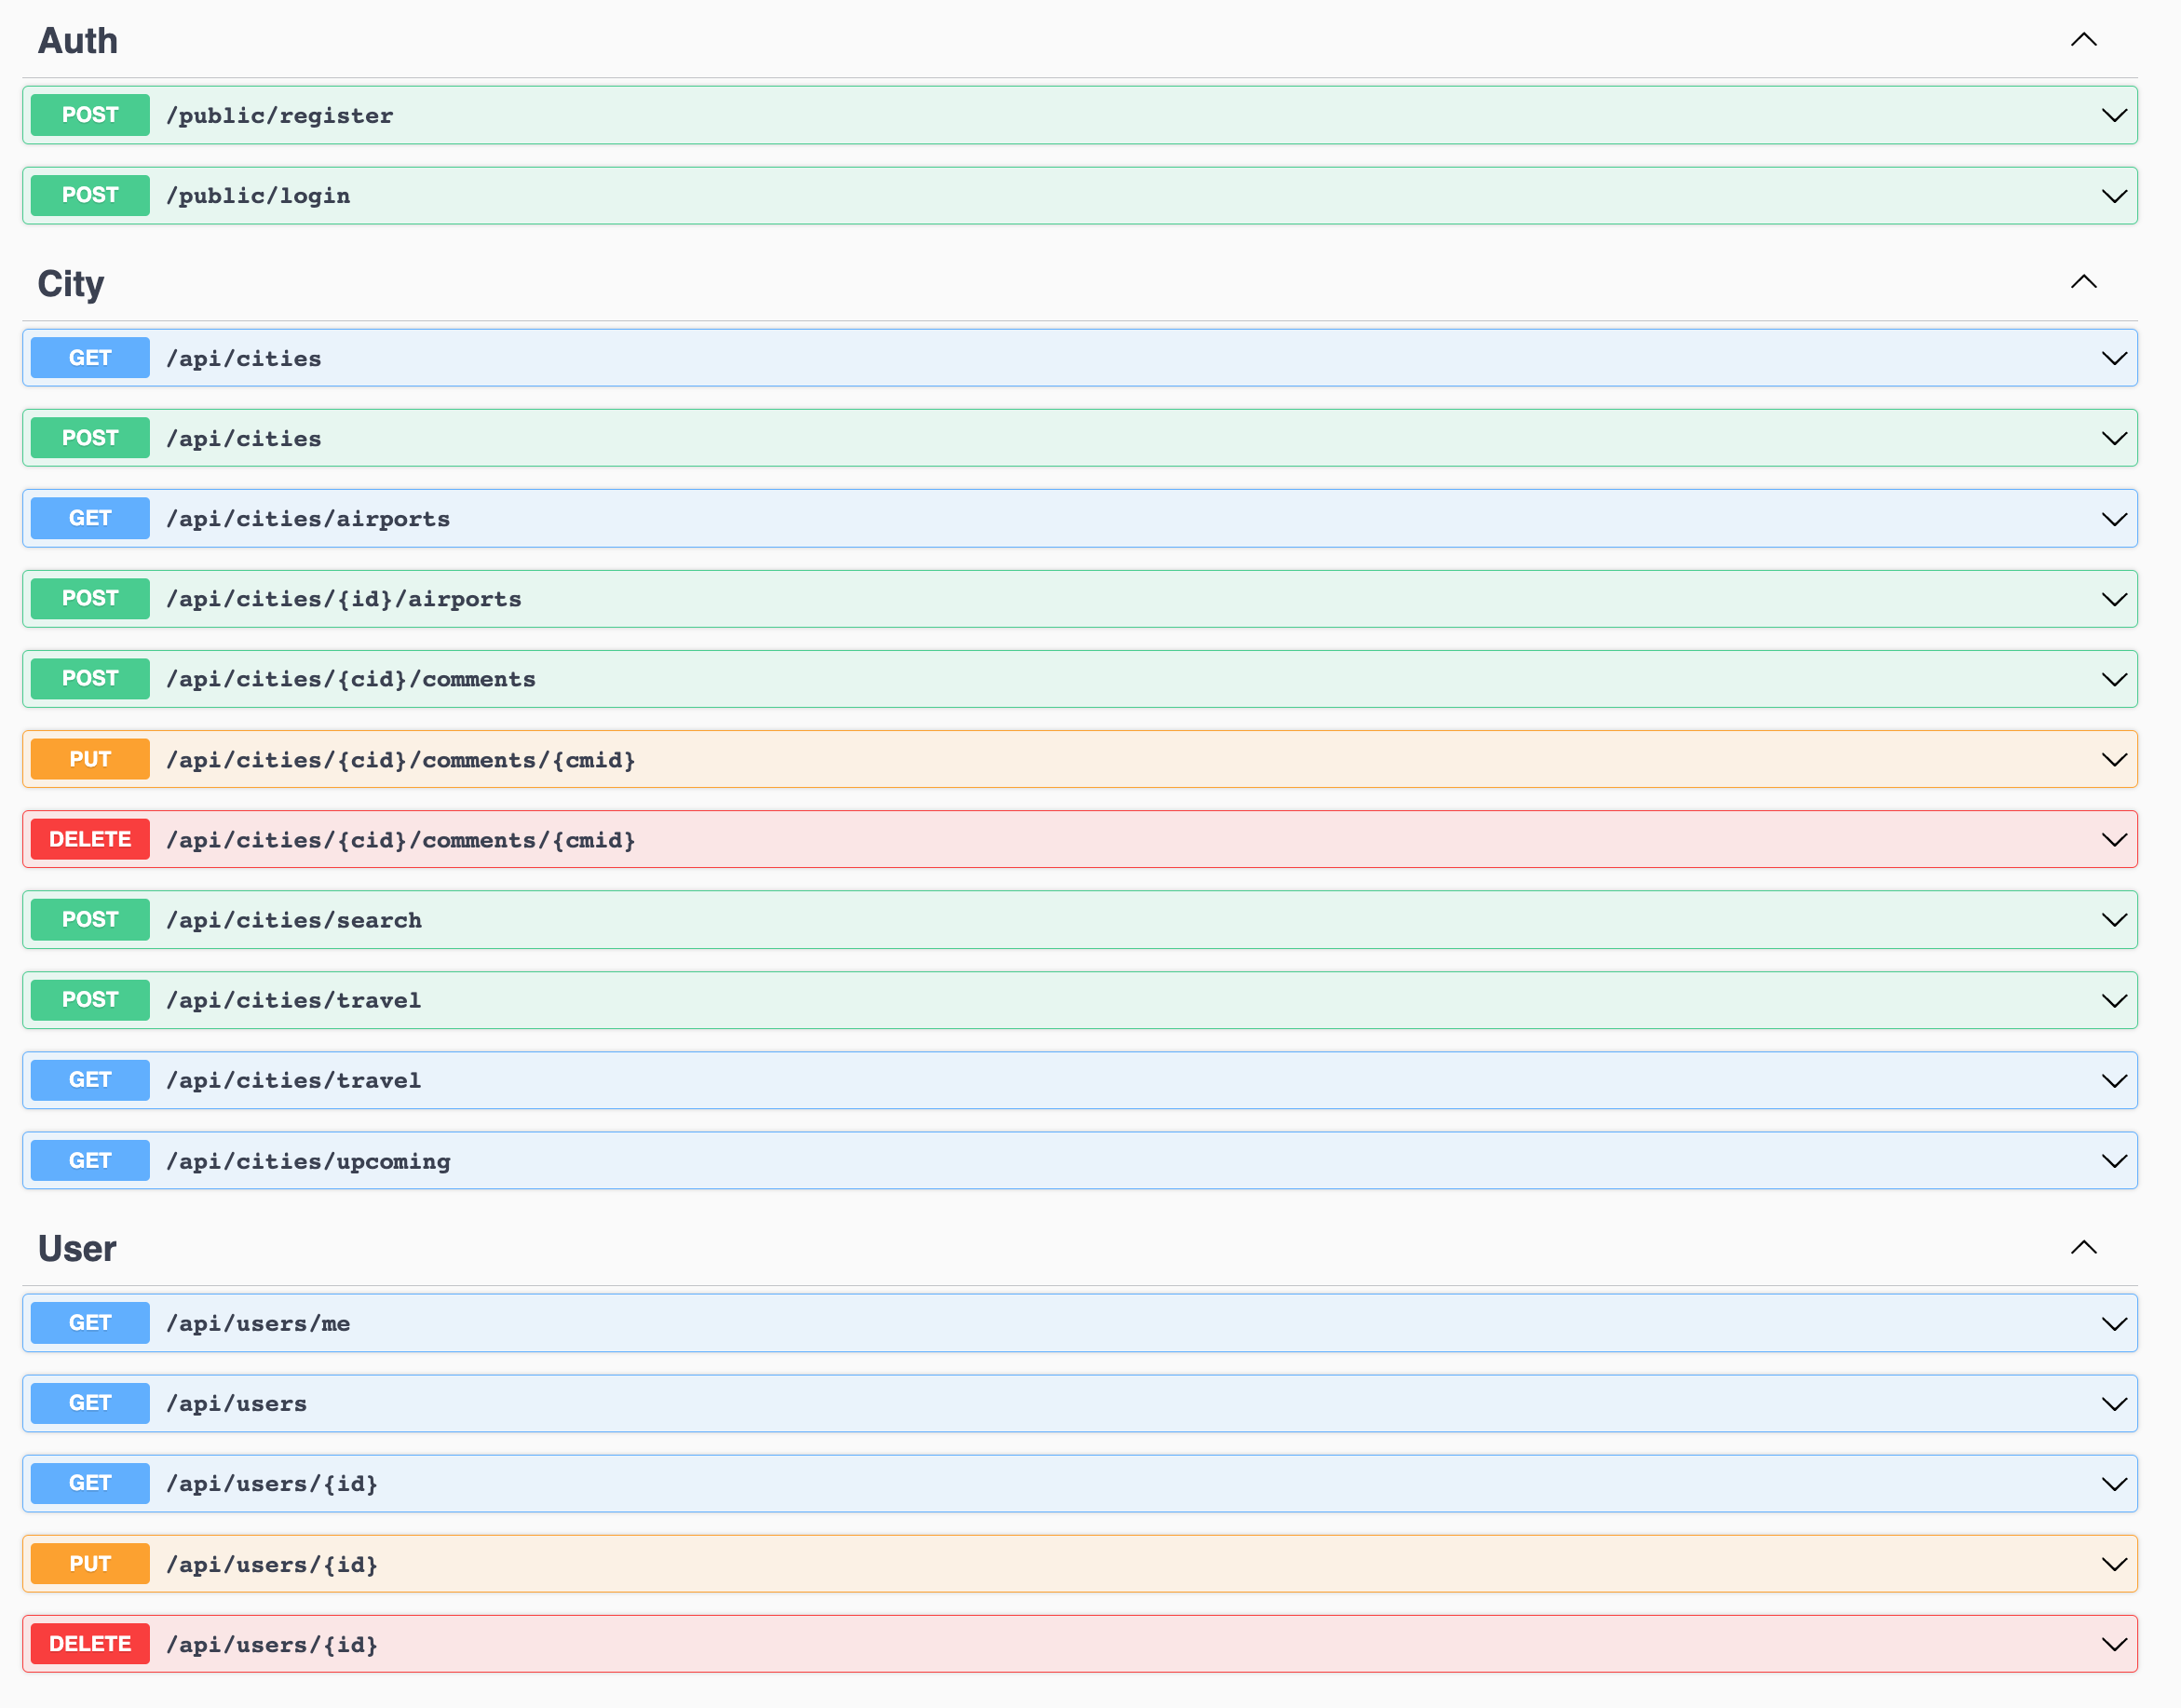 Auth
POST /public/register
POST /public/login
City
GET /api/cities
POST /api/cities
GET /api/cities/airports
POST /api/cities/{id}/airports
POST /api/cities/{cid}/comments
PUT /api/cities/{cid}/comments/{cmid}
DELETE /api/cities/{cid}/comments/{cmid}
POST /api/cities/search
POST /api/cities/travel
GET /api/cities/travel
GET /api/cities/upcoming
User
GET /api/users/me
GET /api/users
GET /api/users/{id}
PUT /api/users/{id}
DELETE /api/users/{id}